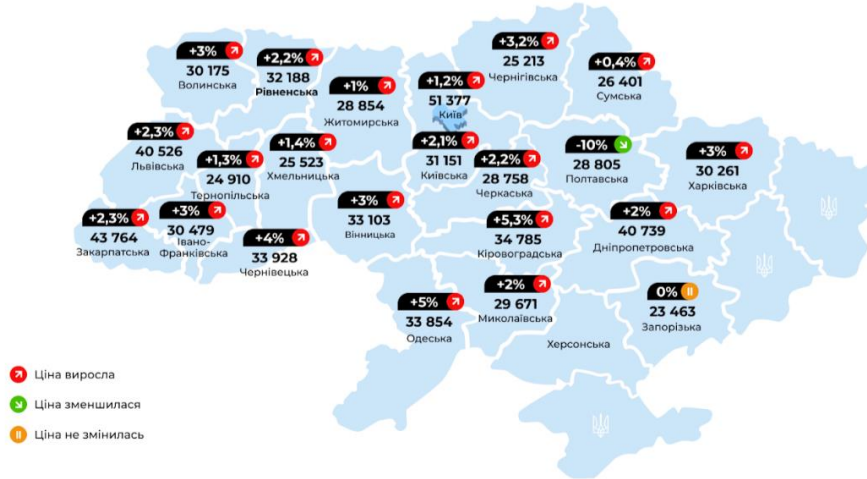 +3%
30 175
Волинська
+2,2%
32 188
Рівненська
+1%
28 854
Житомирська
+1,2%
51 377
Київ
+3,2%
25 213
Чернігівська
+0,4%
26 401
Сумська
+2,3%
40 526
Львівська
+1,3%
24 910
Тернопільська
+1,4%
25 523
Хмельницька
+2,1%
31 151
Київська
+2,2%
28 758
Черкаська
-10%
28 805
Полтавська
+3%
30 261
Харківська
+2,3%
43 764
Закарпатська
+3%
30 479
Івано-
Франківська
+4%
33 928
Чернівецька
+3%
33 103
Вінницька
+5,3%
34 785
Кіровоградська
+2%
40 739
Дніпропетровська
+5%
33 854
Одеська
+2%
29 671
Миколаївська
Херсонська
0%
23 463
Запорізька
Ціна виросла
Ціна зменшилася
Ціна не змінилась